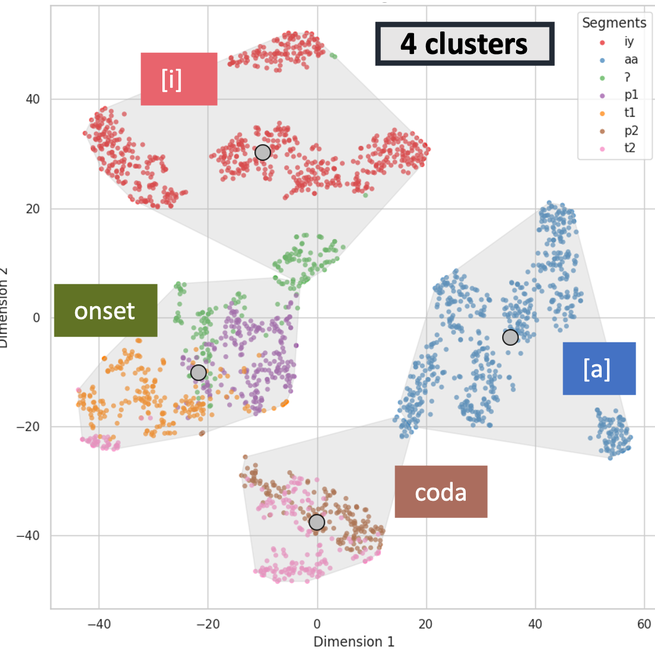 4 clusters
Segments
iy
aa
ʔ
p1
t1
p2
t2
[i]
onset
[a]
coda
40
20
0
−20
−40
Dimension 2
−40 −20 0 20 40 60
Dimension 1